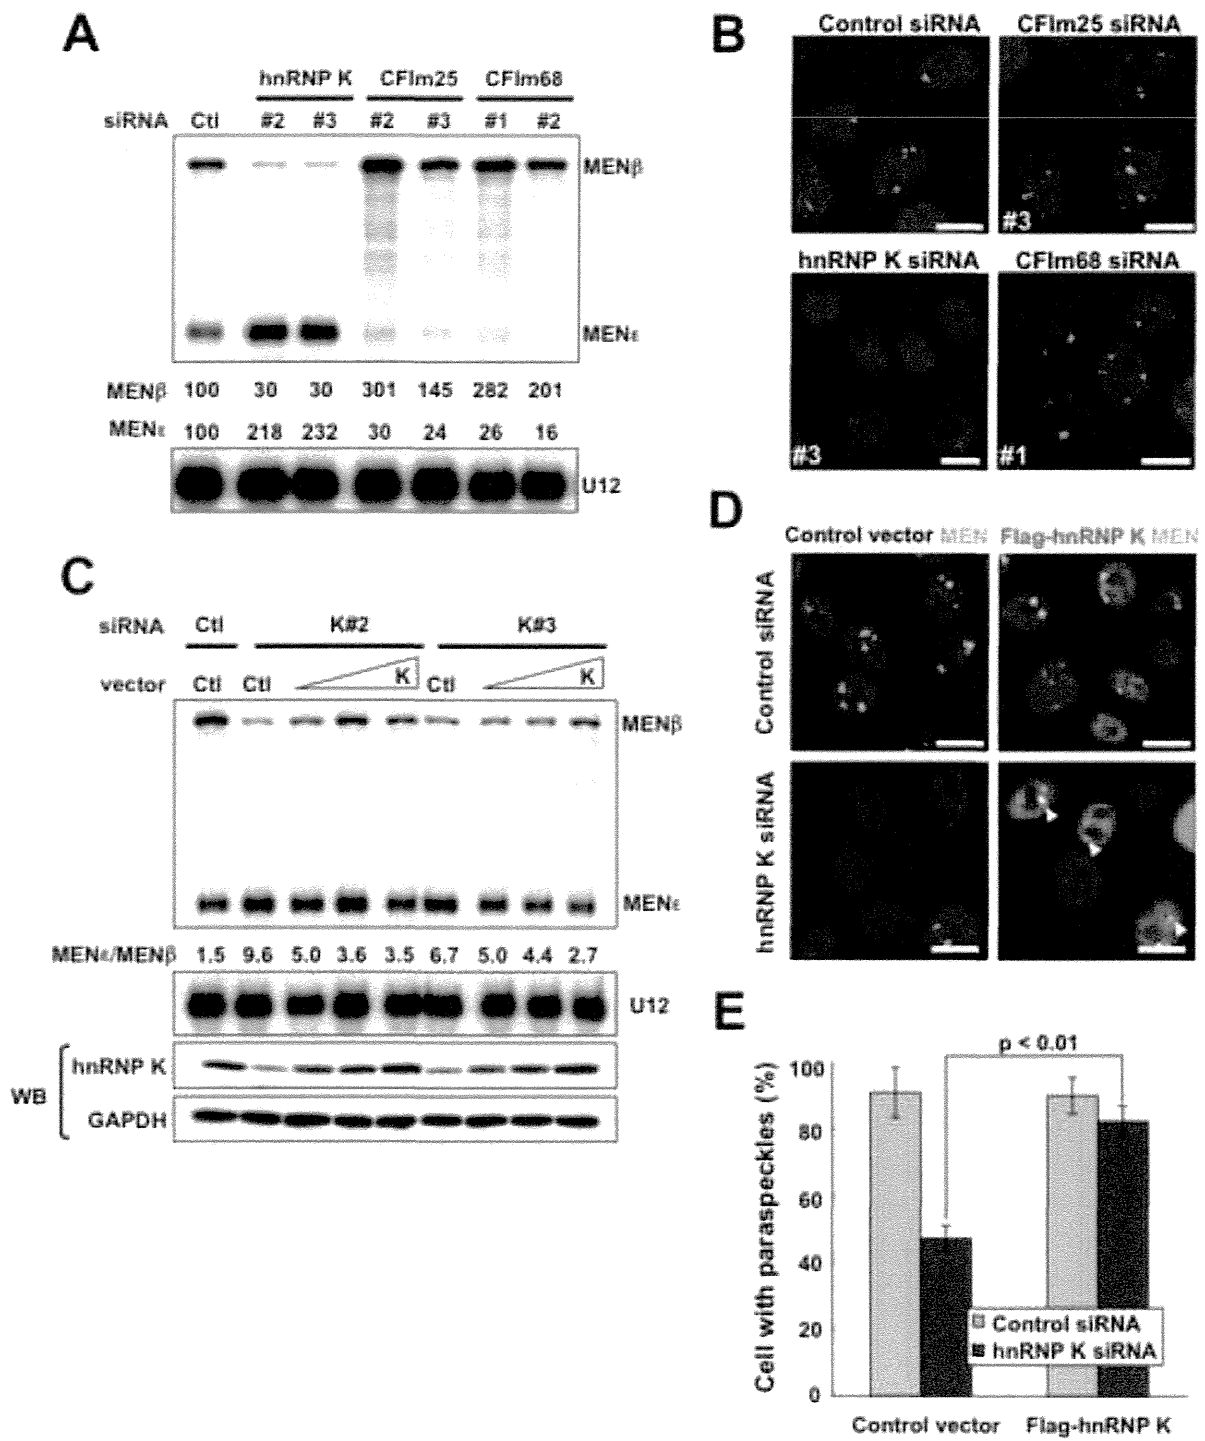 A
hnRNP K CFIm25 CFIm68
siRNA Ctl #2 #3 #2 #3 #1 #2
MENβ
MENε
MENβ 100 30 30 301 145 282 201
MENε 100 218 232 30 24 26 16
U12
B
Control siRNA CFIm25 siRNA
#3
hnRNP K siRNA CFIm68 siRNA
#3 #1
C
siRNA Ctl K#2 K#3
vector Ctl Ctl K Ctl K
MENβ
MENε
MENε/MENβ 1.5 9.6 5.0 3.6 3.5 6.7 5.0 4.4 2.7
U12
WB
hnRNP K
GAPDH
D
Control vector MEN Flag-hnRNP K MEN
Control siRNA
hnRNP K siRNA
E
p < 0.01
Cell with paraspeckles (%)
100
80
60
40
20
0
Control siRNA
hnRNP K siRNA
Control vector Flag-hnRNP K